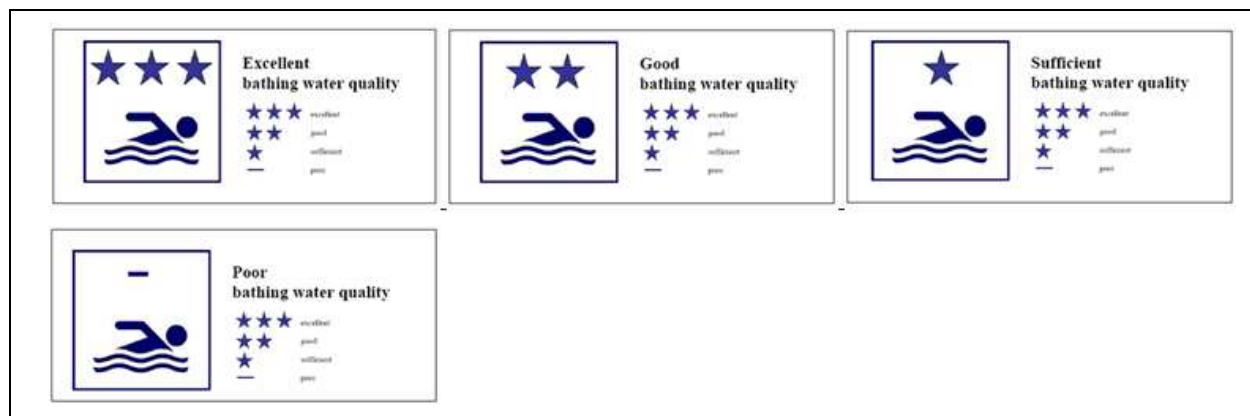 Excellent
bathing water quality
excellent
good
sufficient
poor
Good
bathing water quality
excellent
good
sufficient
poor
Sufficient
bathing water quality
excellent
good
sufficient
poor
Poor
bathing water quality
excellent
good
sufficient
poor